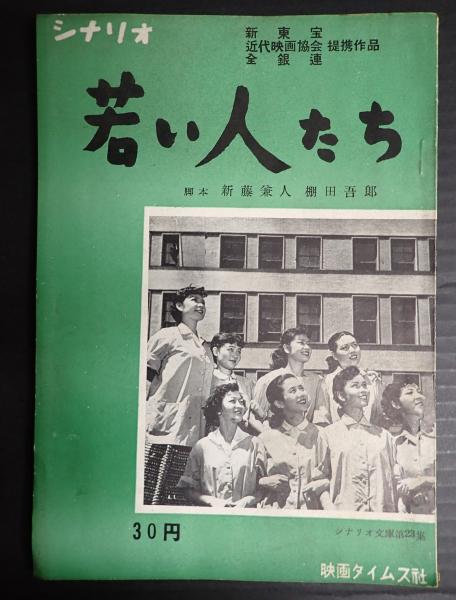 シナリオ
新東宝
近代映画協会 提携作品
全銀連
若い人たち
脚本 新藤兼人 棚田吾郎
30円
シナリオ文庫第23集
映画タイムス社